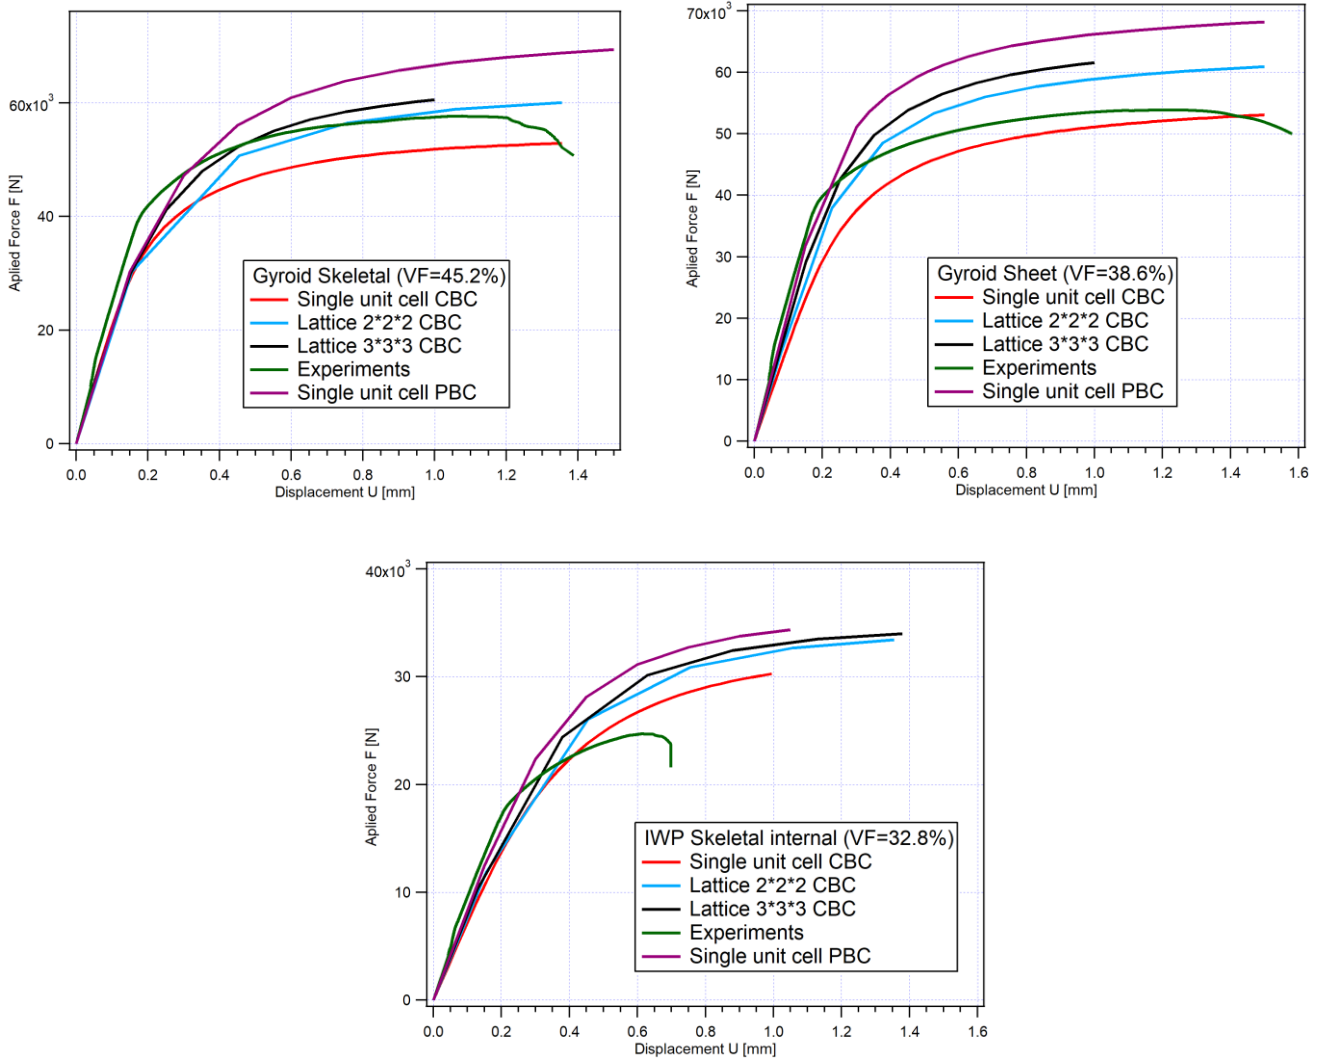 60x10³
40
20
0
Aplied Force F [N]
Gyroid Skeletal (VF=45.2%)
Single unit cell CBC
Lattice 2*2*2 CBC
Lattice 3*3*3 CBC
Experiments
Single unit cell PBC
0.0 0.2 0.4 0.6 0.8 1.0 1.2 1.4
Displacement U [mm]
70x10³
60
50
40
30
20
10
0
Aplied Force F [N]
Gyroid Sheet (VF=38.6%)
Single unit cell CBC
Lattice 2*2*2 CBC
Lattice 3*3*3 CBC
Experiments
Single unit cell PBC
0.0 0.2 0.4 0.6 0.8 1.0 1.2 1.4 1.6
Displacement U [mm]
40x10³
30
20
10
0
Aplied Force F [N]
IWP Skeletal internal (VF=32.8%)
Single unit cell CBC
Lattice 2*2*2 CBC
Lattice 3*3*3 CBC
Experiments
Single unit cell PBC
0.0 0.2 0.4 0.6 0.8 1.0 1.2 1.4 1.6
Displacement U [mm]